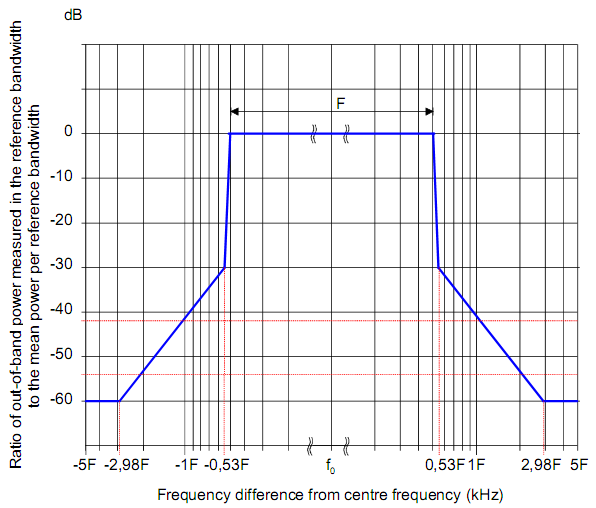 dB
Ratio of out-of-band power measured in the reference bandwidth
to the mean power per reference bandwidth
F
0
-10
-20
-30
-40
-50
-60
-5F -2,98F -1F -0,53F f₀ 0,53F 1F 2,98F 5F
Frequency difference from centre frequency (kHz)